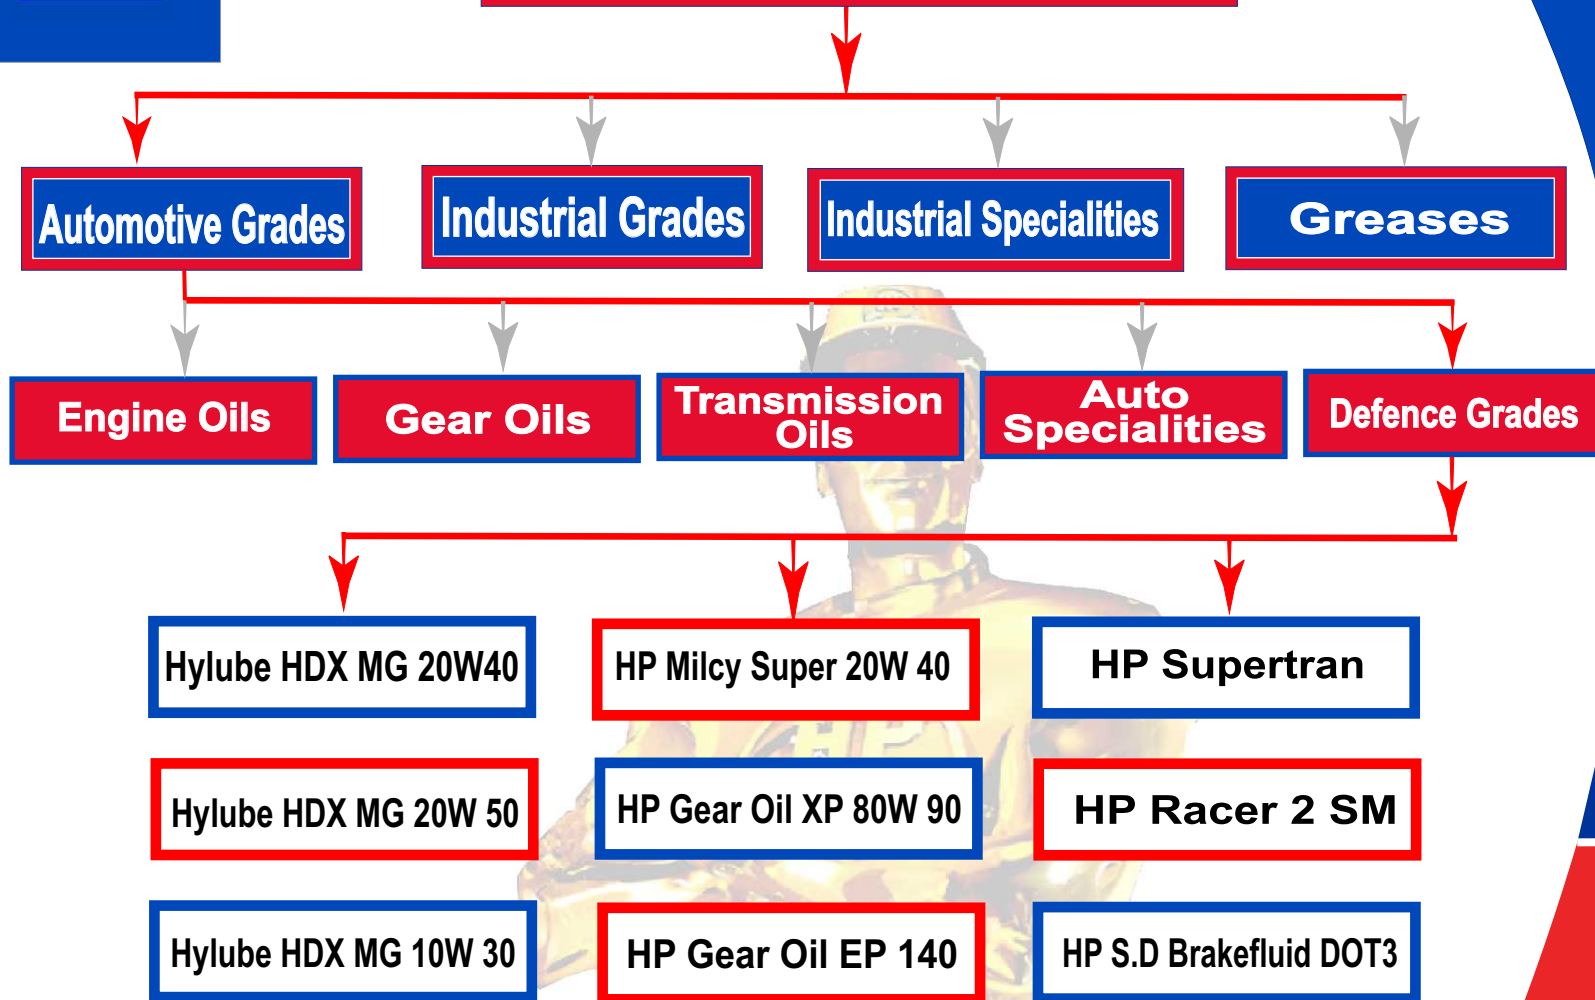 Automotive Grades
Industrial Grades
Industrial Specialities
Greases
Engine Oils
Gear Oils
Transmission
Oils
Auto
Specialities
Defence Grades
Hylube HDX MG 20W40
HP Milcy Super 20W 40
HP Supertran
Hylube HDX MG 20W 50
HP Gear Oil XP 80W 90
HP Racer 2 SM
Hylube HDX MG 10W 30
HP Gear Oil EP 140
HP S.D Brakefluid DOT3
HP